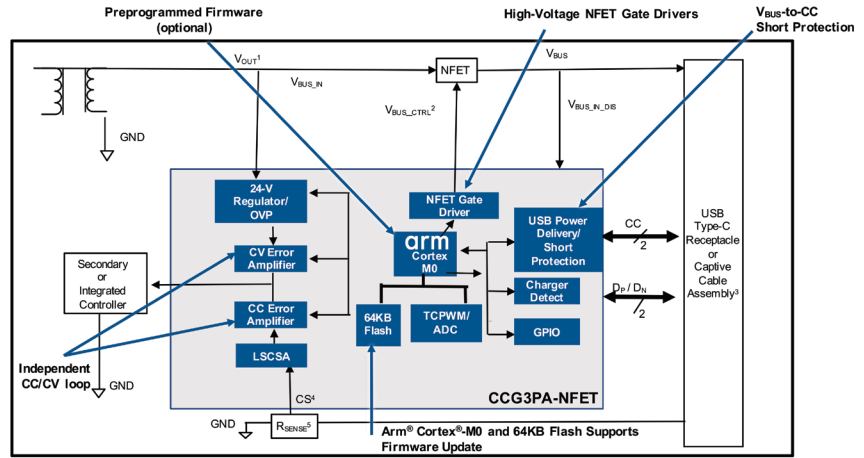 Preprogrammed Firmware
(optional)
High-Voltage NFET Gate Drivers
VBUS-to-CC
Short Protection
VOUT¹
VBUS_IN
NFET
VBUS
VBUS_CTRL²
VBUS_IN_DIS
GND
24-V
Regulator/
OVP
NFET Gate
Driver
arm
Cortex
M0
USB Power
Delivery/
Short
Protection
CC
2
USB
Type-C
Receptacle
or
Captive
Cable
Assembly³
CV Error
Amplifier
Secondary
or
Integrated
Controller
Charger
Detect
DP / DN
2
CC Error
Amplifier
64KB
Flash
TCPWM/
ADC
GPIO
LSCSA
Independent
CC/CV loop
GND
CS⁴
CCG3PA-NFET
GND
RSENSE⁵
Arm® Cortex®-M0 and 64KB Flash Supports
Firmware Update